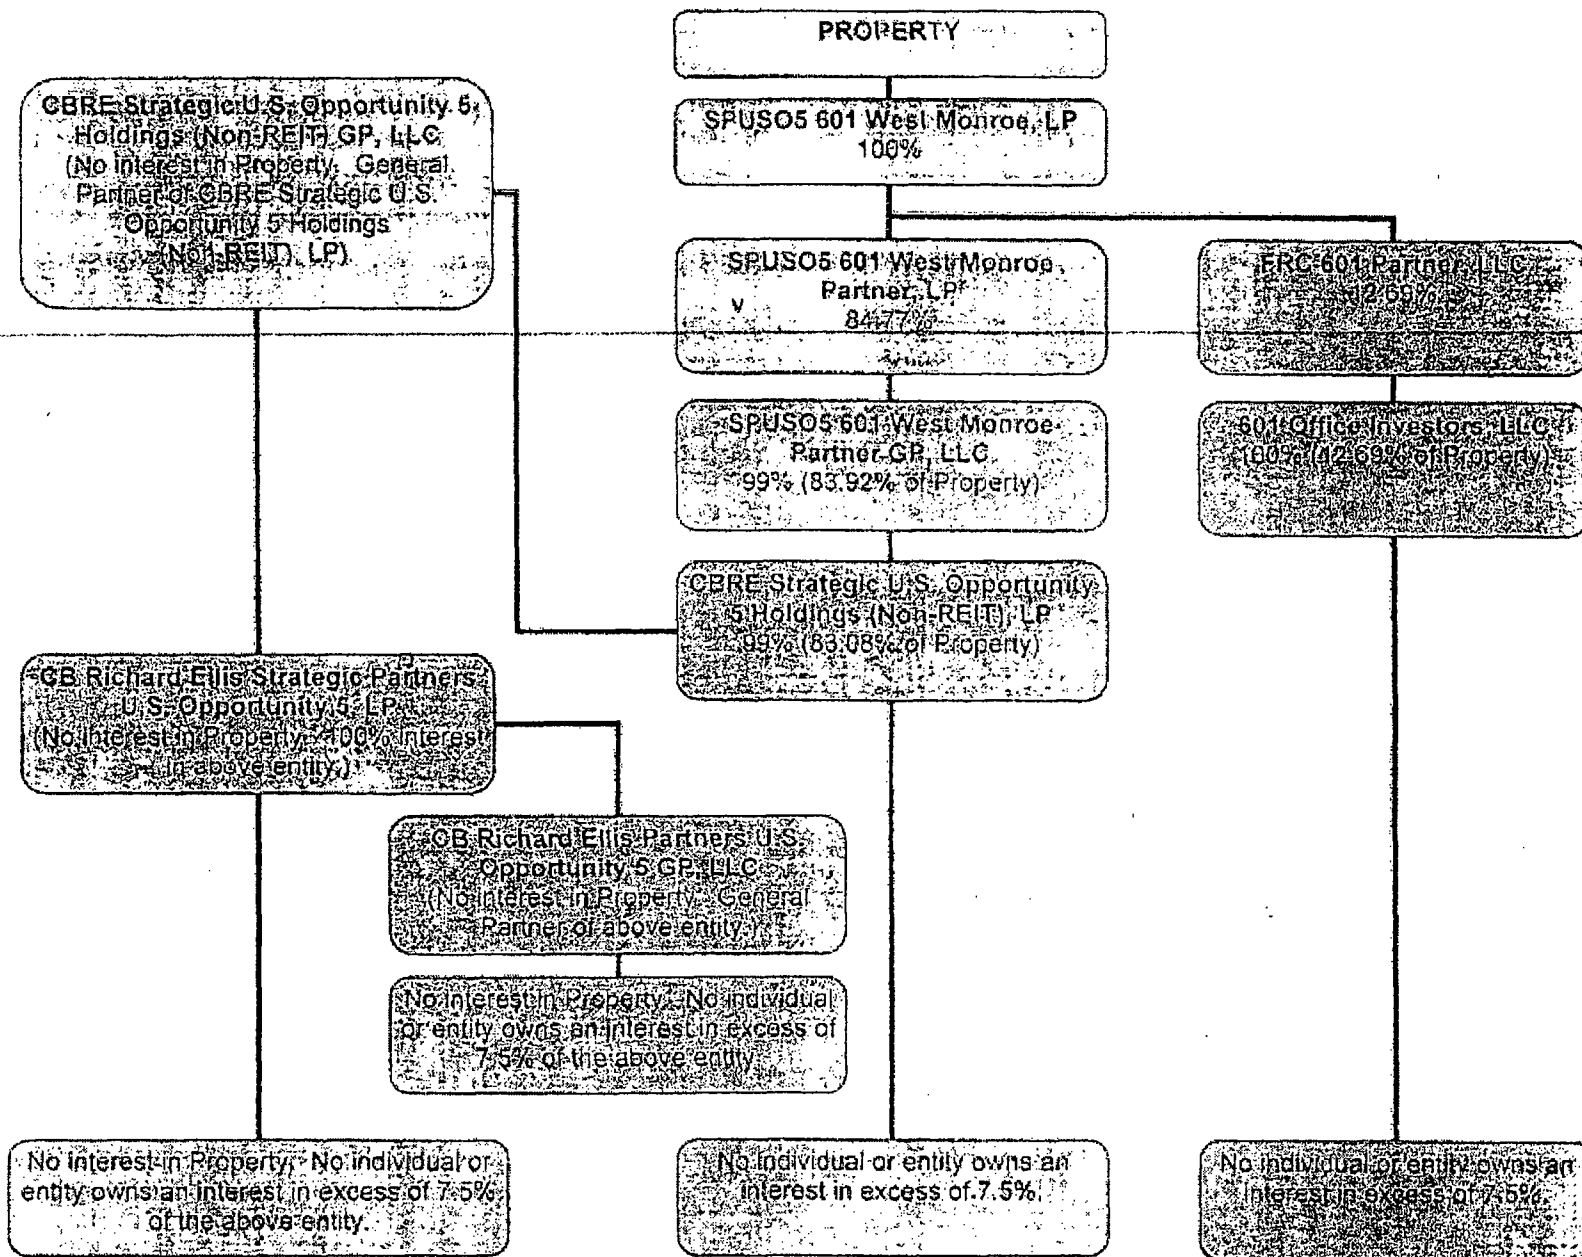 PROPERTY
SPUSO5 601 West Monroe, LP
100%
CBRE Strategic U.S. Opportunity 5
Holdings (Non-REIT) GP, LLC
(No interest in Property. General
Partner of CBRE Strategic U.S.
Opportunity 5 Holdings
(Non-REIT), LP)
SPUSO5 601 West Monroe
Partner, LP
84.77%
601 Partner, LLC
12.69%
SPUSO5 601 West Monroe
Partner GP, LLC
99% (83.92% of Property)
601 Office Investors, LLC
(12.69% of Property)
CBRE Strategic U.S. Opportunity
5 Holdings (Non-REIT), LP
99% (83.08% of Property)
CB Richard Ellis Strategic Partners
U.S. Opportunity 5, LP
(No interest in Property. 100% interest
in above entity.)
CB Richard Ellis Partners U.S.
Opportunity 5 GP, LLC
(No interest in Property. General
Partner of above entity.)
No interest in Property. No individual
or entity owns an interest in excess of
7.5% of the above entity
No interest in Property. No individual or
entity owns an interest in excess of 7.5%
of the above entity.
No individual or entity owns an
interest in excess of 7.5%.
No individual or entity owns an
interest in excess of 7.5%.